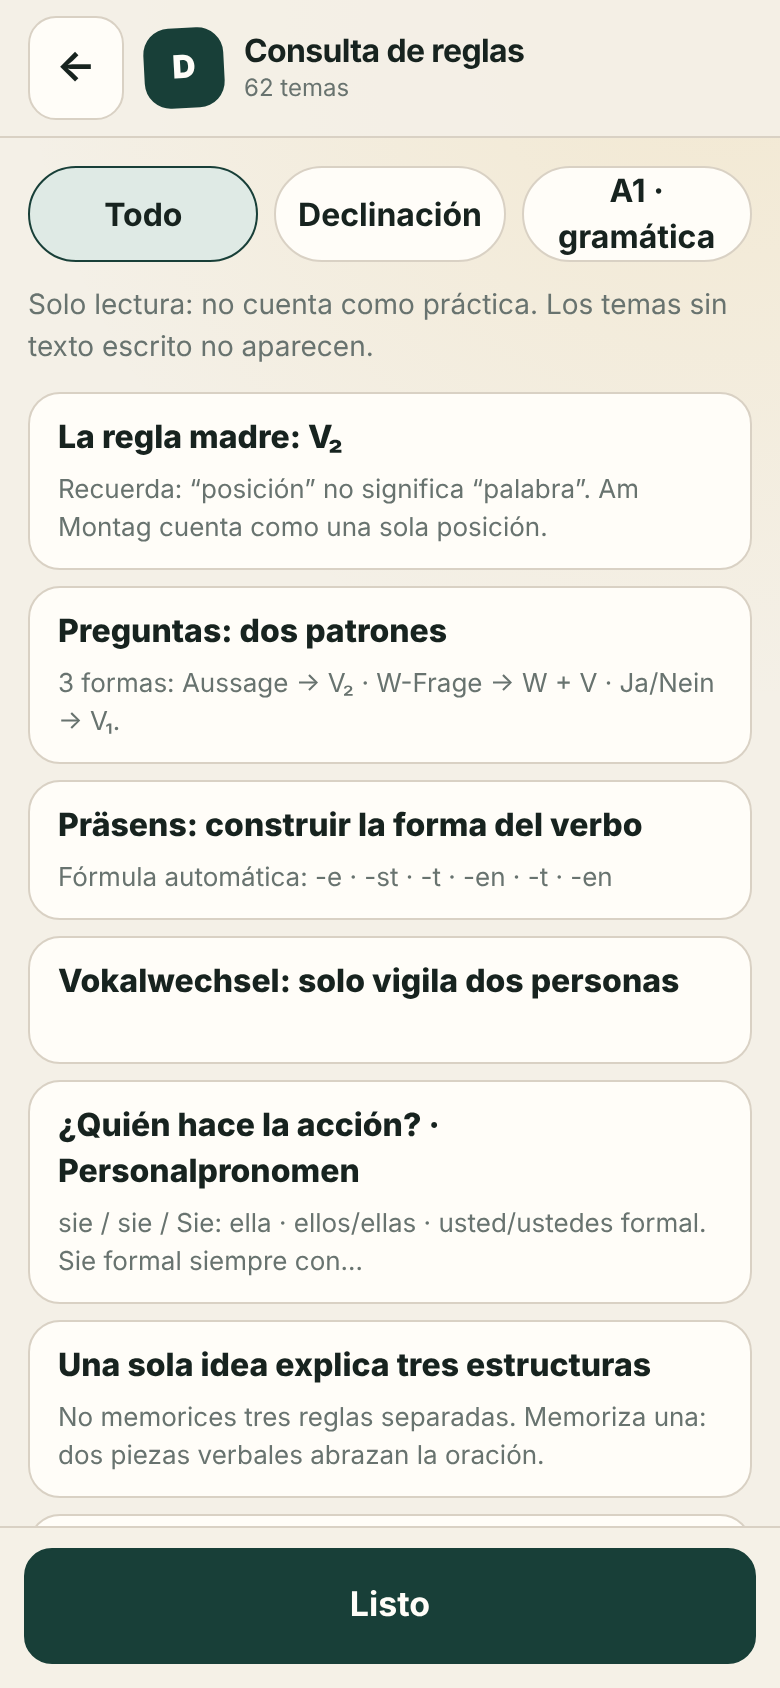 D
Consulta de reglas
62 temas
Todo
Declinación
A1 ·
gramática
Solo lectura: no cuenta como práctica. Los temas sin
texto escrito no aparecen.
La regla madre: V₂
Recuerda: “posición” no significa “palabra”. Am
Montag cuenta como una sola posición.
Preguntas: dos patrones
3 formas: Aussage → V₂ · W-Frage → W + V · Ja/Nein
→ V₁.
Präsens: construir la forma del verbo
Fórmula automática: -e · -st · -t · -en · -t · -en
Vokalwechsel: solo vigila dos personas
¿Quién hace la acción? ·
Personalpronomen
sie / sie / Sie: ella · ellos/ellas · usted/ustedes formal.
Sie formal siempre con...
Una sola idea explica tres estructuras
No memorices tres reglas separadas. Memoriza una:
dos piezas verbales abrazan la oración.
Listo